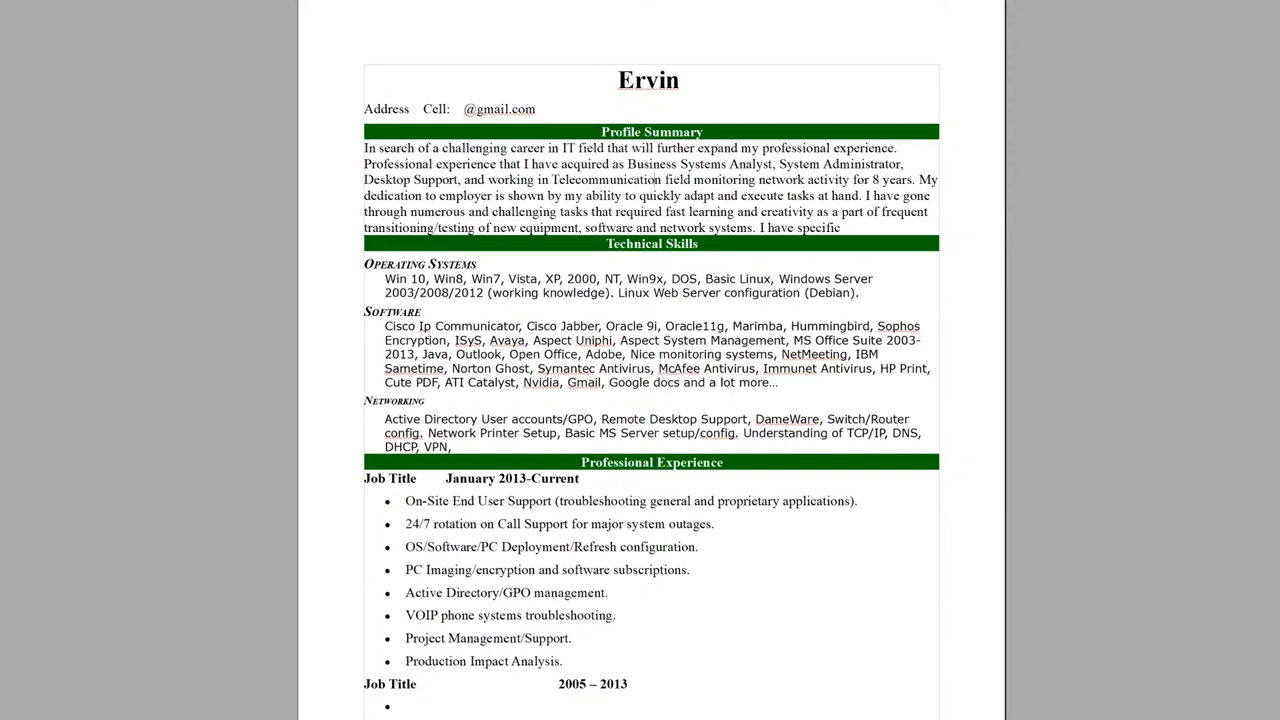 Ervin
Address Cell: @gmail.com
Profile Summary
In search of a challenging career in IT field that will further expand my professional experience.
Professional experience that I have acquired as Business Systems Analyst, System Administrator,
Desktop Support, and working in Telecommunication field monitoring network activity for 8 years. My
dedication to employer is shown by my ability to quickly adapt and execute tasks at hand. I have gone
through numerous and challenging tasks that required fast learning and creativity as a part of frequent
transitioning/testing of new equipment, software and network systems. I have specific
Technical Skills
OPERATING SYSTEMS
Win 10, Win8, Win7, Vista, XP, 2000, NT, Win9x, DOS, Basic Linux, Windows Server
2003/2008/2012 (working knowledge). Linux Web Server configuration (Debian).
SOFTWARE
Cisco Ip Communicator, Cisco Jabber, Oracle 9i, Oracle11g, Marimba, Hummingbird, Sophos
Encryption, ISyS, Avaya, Aspect Uniphi, Aspect System Management, MS Office Suite 2003-
2013, Java, Outlook, Open Office, Adobe, Nice monitoring systems, NetMeeting, IBM
Sametime, Norton Ghost, Symantec Antivirus, McAfee Antivirus, Immunet Antivirus, HP Print,
Cute PDF, ATI Catalyst, Nvidia, Gmail, Google docs and a lot more…
NETWORKING
Active Directory User accounts/GPO, Remote Desktop Support, DameWare, Switch/Router
config. Network Printer Setup, Basic MS Server setup/config. Understanding of TCP/IP, DNS,
DHCP, VPN,
Professional Experience
Job Title January 2013-Current
• On-Site End User Support (troubleshooting general and proprietary applications).
• 24/7 rotation on Call Support for major system outages.
• OS/Software/PC Deployment/Refresh configuration.
• PC Imaging/encryption and software subscriptions.
• Active Directory/GPO management.
• VOIP phone systems troubleshooting.
• Project Management/Support.
• Production Impact Analysis.
Job Title 2005 – 2013
•